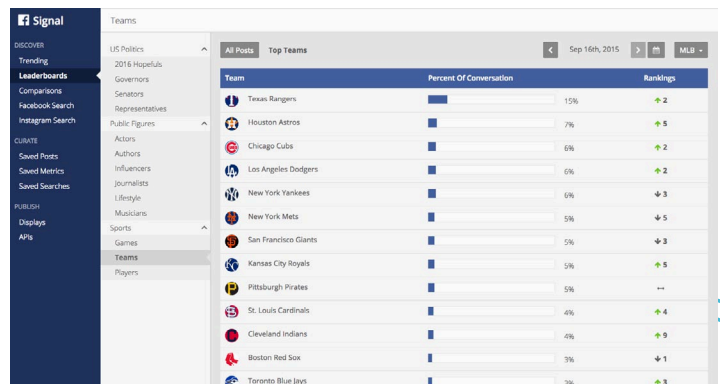 Signal
DISCOVER
Trending
Leaderboards
Comparisons
Facebook Search
Instagram Search
CURATE
Saved Posts
Saved Metrics
Saved Searches
PUBLISH
Displays
APIs
Teams
US Politics
2016 Hopefuls
Governors
Senators
Representatives
Public Figures
Actors
Authors
Influencers
Journalists
Lifestyle
Musicians
Sports
Games
Teams
Players
All Posts Top Teams Sep 16th, 2015 MLB
Team Percent Of Conversation Rankings
Texas Rangers 15% ↑ 2
Houston Astros 7% ↑ 5
Chicago Cubs 6% ↑ 2
Los Angeles Dodgers 6% ↑ 2
New York Yankees 6% ↓ 3
New York Mets 5% ↓ 5
San Francisco Giants 5% ↓ 3
Kansas City Royals 5% ↑ 5
Pittsburgh Pirates 5% ↔
St. Louis Cardinals 4% ↑ 4
Cleveland Indians 4% ↑ 9
Boston Red Sox 3% ↓ 1
Toronto Blue Jays 3% ↑ 3